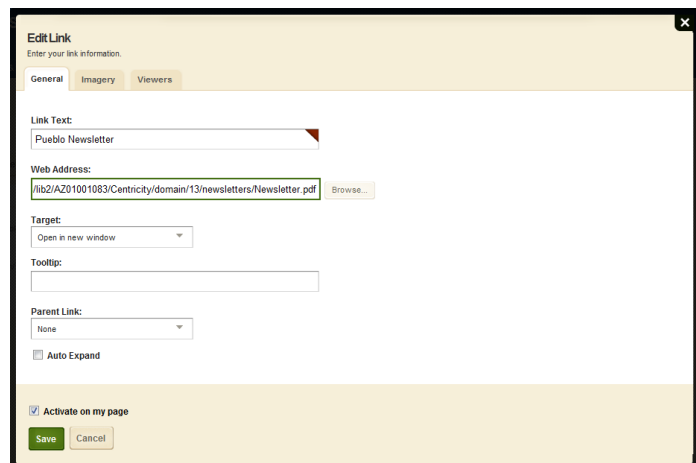 Edit Link
Enter your link information.
General Imagery Viewers
Link Text:
Pueblo Newsletter
Web Address:
/lib2/AZ01001083/Centricity/domain/13/newsletters/Newsletter.pdf Browse...
Target:
Open in new window
Tooltip:
Parent Link:
None
Auto Expand
Activate on my page
Save Cancel